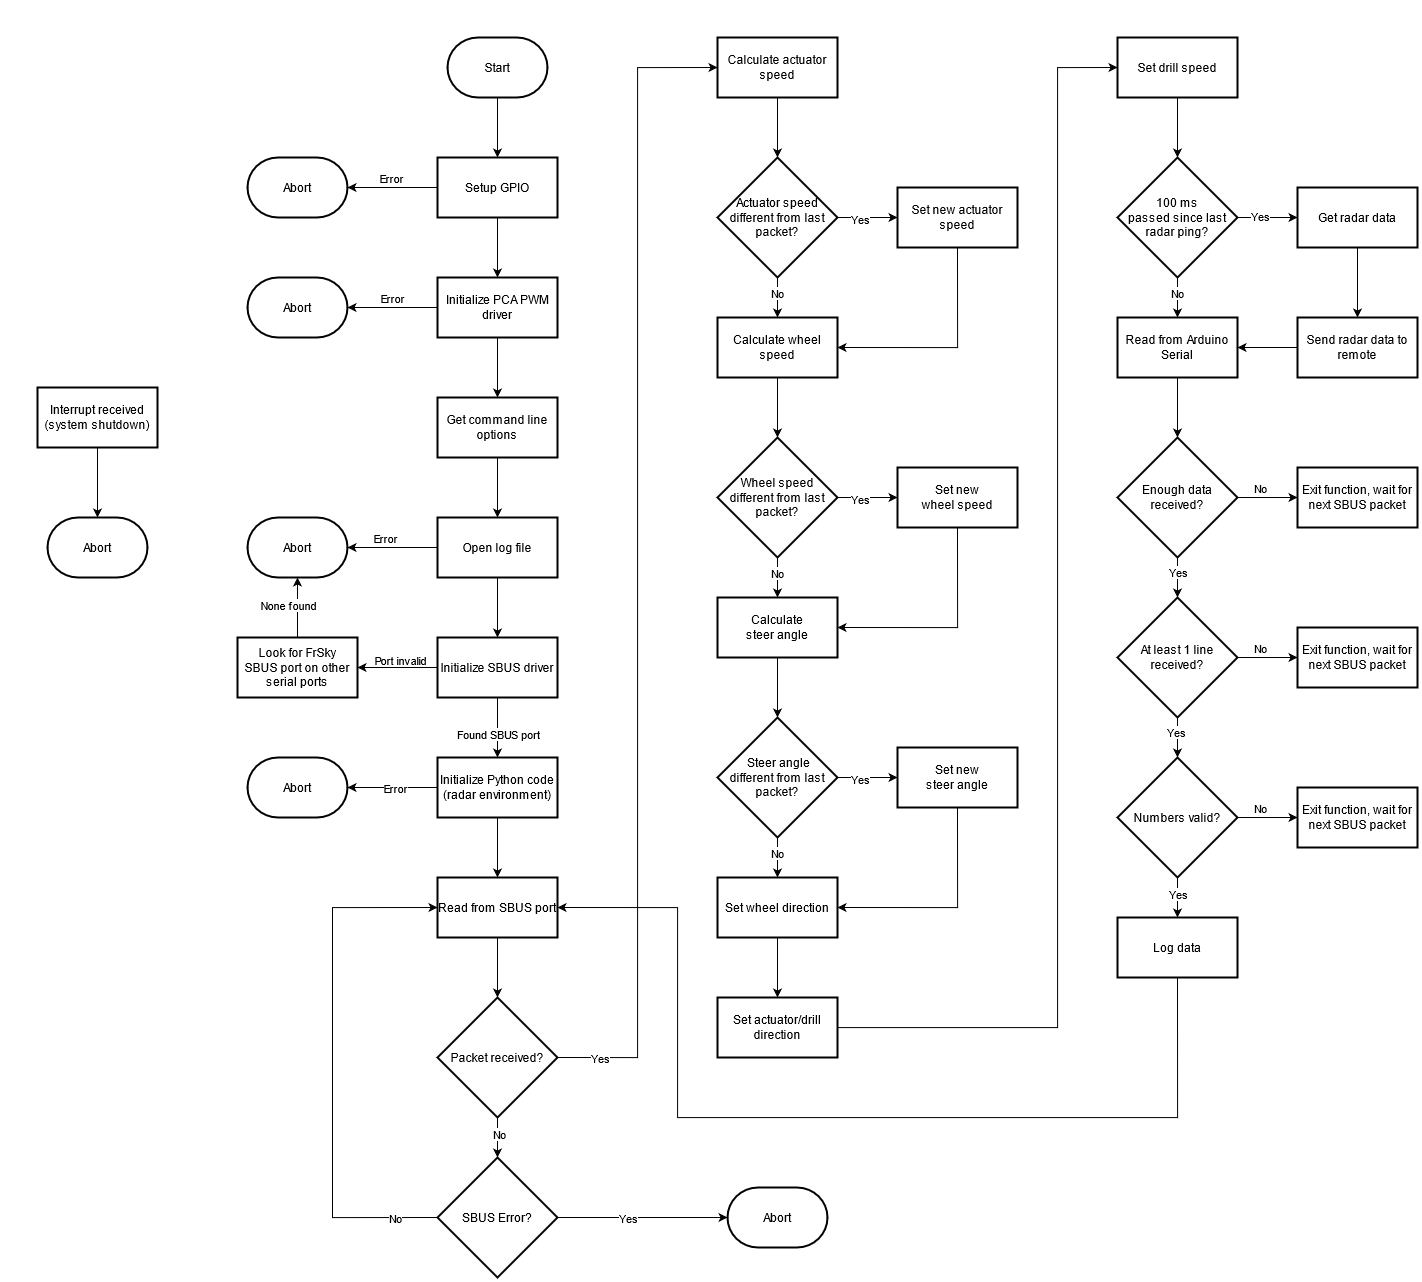 Start
Error
Abort
Setup GPIO
Error
Abort
Initialize PCA PWM
driver
Get command line
options
Interrupt received
(system shutdown)
Abort
Error
Abort
Open log file
None found
Look for FrSky
SBUS port on other
serial ports
Port invalid
Initialize SBUS driver
Found SBUS port
Abort
Error
Initialize Python code
(radar environment)
Read from SBUS port
Packet received?
Yes
No
SBUS Error?
No
Yes
Abort
Calculate actuator
speed
Actuator speed
different from last
packet?
Yes
Set new actuator
speed
No
Calculate wheel
speed
Wheel speed
different from last
packet?
Yes
Set new
wheel speed
No
Calculate
steer angle
Steer angle
different from last
packet?
Yes
Set new
steer angle
No
Set wheel direction
Set actuator/drill
direction
Set drill speed
100 ms
passed since last
radar ping?
Yes
Get radar data
No
Read from Arduino
Serial
Send radar data to
remote
Enough data
received?
No
Exit function, wait for
next SBUS packet
Yes
At least 1 line
received?
No
Exit function, wait for
next SBUS packet
Yes
Numbers valid?
No
Exit function, wait for
next SBUS packet
Yes
Log data